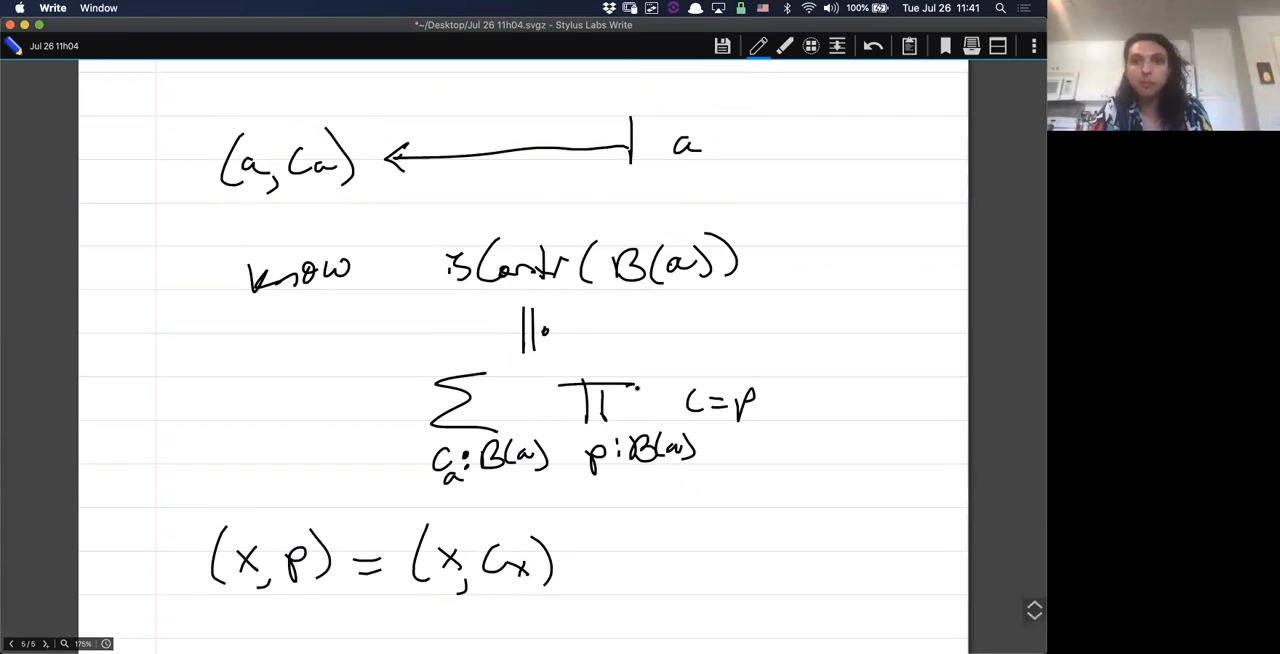 Write Window 100% Tue Jul 26 11:41
*~/Desktop/Jul 26 11h04.svgz - Stylus Labs Write
Jul 26 11h04
(a, Ca) a
know isContr(B(a))
||
Σ Π c=p
Ca:B(a) p:B(a)
(x, p) = (x, Cx)
5/5 175%